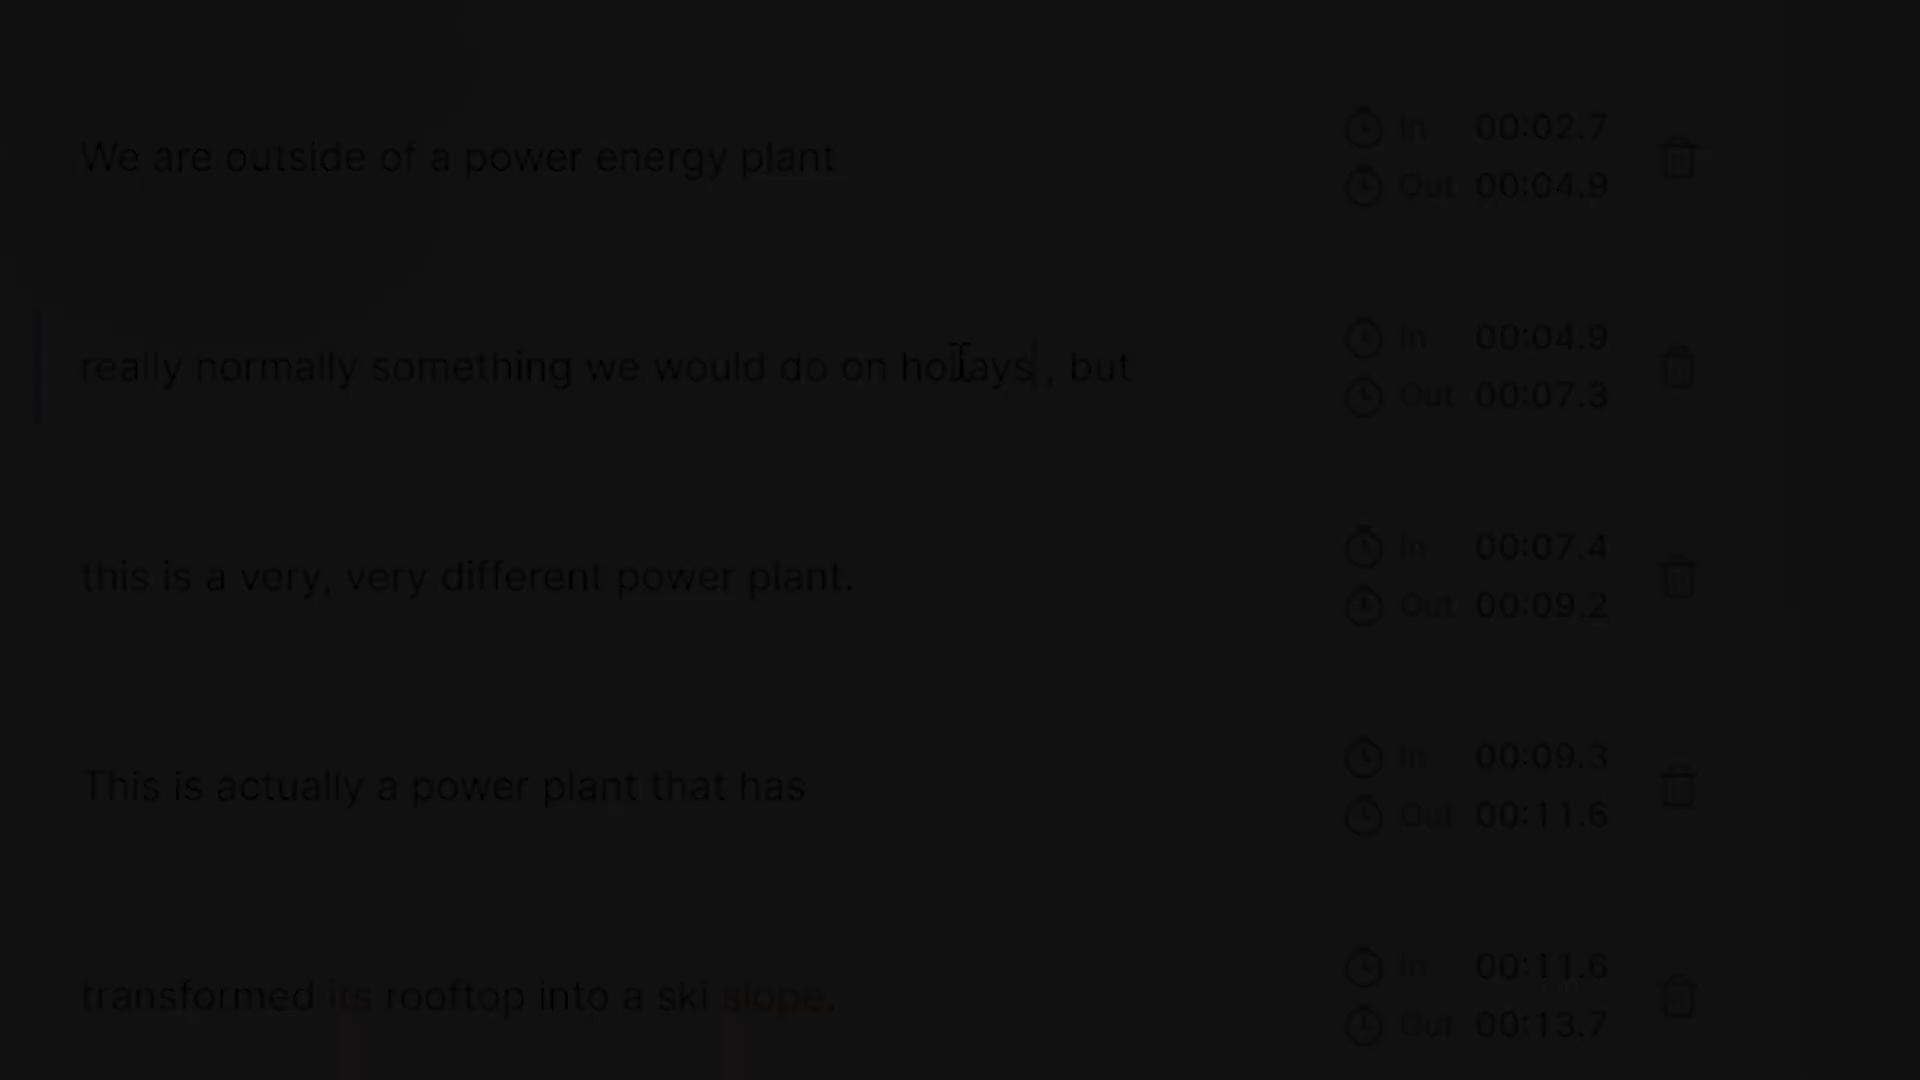 We are outside of a power energy plant
In 00:02.7
Out 00:04.9
really normally something we would do on , but
In 00:04.9
Out 00:07.3
this is a very, very different power plant.
In 00:07.4
Out 00:09.2
This is actually a power plant that has
In 00:09.3
Out 00:11.6
transformed its rooftop into a ski slope.
In 00:11.6
Out 00:13.7